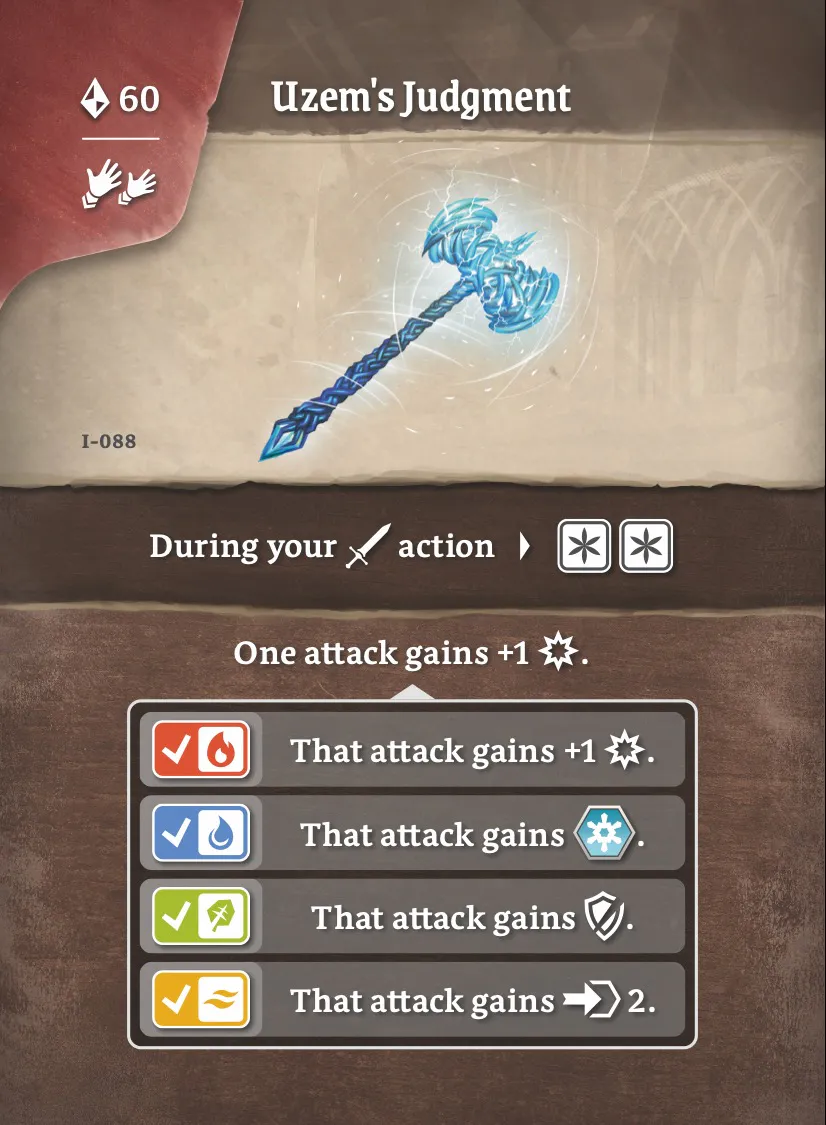 60
Uzem's Judgment
I-088
During your action
One attack gains +1 .
That attack gains +1 .
That attack gains .
That attack gains .
That attack gains 2.